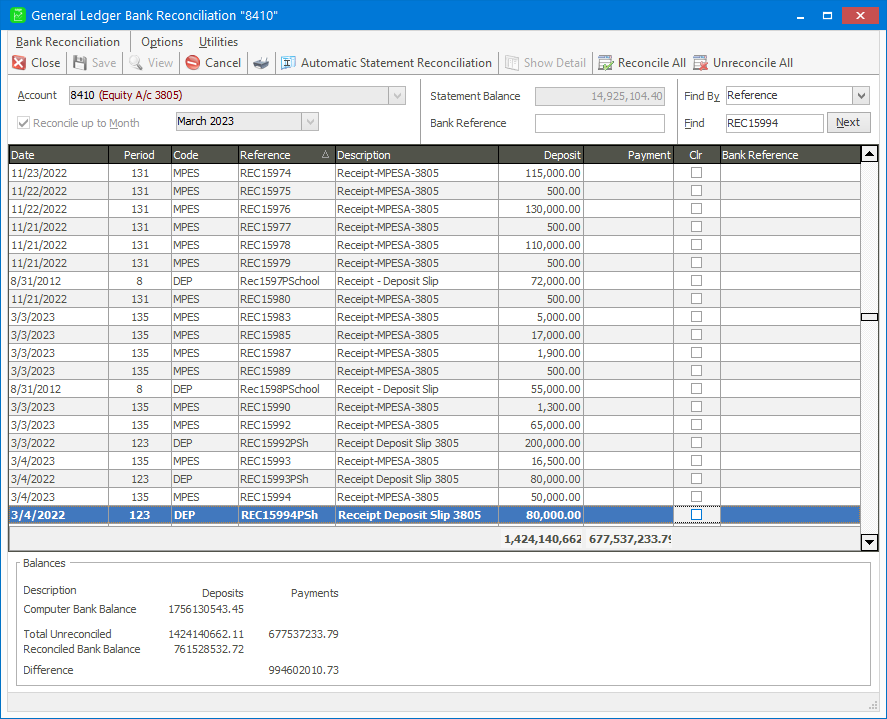 General Ledger Bank Reconciliation "8410"
Bank Reconciliation Options Utilities
Close Save View Cancel Automatic Statement Reconciliation Show Detail Reconcile All Unreconcile All
Account 8410 (Equity A/c 3805) Statement Balance 14,925,104.40 Find By Reference
Reconcile up to Month March 2023 Bank Reference Find REC15994 Next
Date Period Code Reference Description Deposit Payment Clr Bank Reference
11/23/2022 131 MPES REC15974 Receipt-MPESA-3805 115,000.00
11/22/2022 131 MPES REC15975 Receipt-MPESA-3805 500.00
11/22/2022 131 MPES REC15976 Receipt-MPESA-3805 130,000.00
11/21/2022 131 MPES REC15977 Receipt-MPESA-3805 500.00
11/21/2022 131 MPES REC15978 Receipt-MPESA-3805 110,000.00
11/21/2022 131 MPES REC15979 Receipt-MPESA-3805 500.00
8/31/2012 8 DEP Rec1597PSchool Receipt - Deposit Slip 72,000.00
11/21/2022 131 MPES REC15980 Receipt-MPESA-3805 500.00
3/3/2023 135 MPES REC15983 Receipt-MPESA-3805 5,000.00
3/3/2023 135 MPES REC15985 Receipt-MPESA-3805 17,000.00
3/3/2023 135 MPES REC15987 Receipt-MPESA-3805 1,900.00
3/3/2023 135 MPES REC15989 Receipt-MPESA-3805 500.00
8/31/2012 8 DEP Rec1598PSchool Receipt - Deposit Slip 55,000.00
3/3/2023 135 MPES REC15990 Receipt-MPESA-3805 1,300.00
3/3/2023 135 MPES REC15992 Receipt-MPESA-3805 65,000.00
3/3/2022 123 DEP REC15992PSh Receipt Deposit Slip 3805 200,000.00
3/4/2023 135 MPES REC15993 Receipt-MPESA-3805 16,500.00
3/4/2022 123 DEP REC15993PSh Receipt Deposit Slip 3805 80,000.00
3/4/2023 135 MPES REC15994 Receipt-MPESA-3805 50,000.00
3/4/2022 123 DEP REC15994PSh Receipt Deposit Slip 3805 80,000.00
1,424,140,662 677,537,233.79
Balances
Description Deposits Payments
Computer Bank Balance 1756130543.45
Total Unreconciled 1424140662.11 677537233.79
Reconciled Bank Balance 761528532.72
Difference 994602010.73